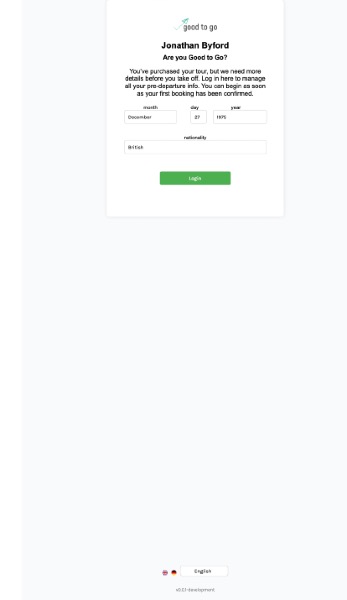 good to go
Jonathan Byford
Are you Good to Go?
You've purchased your tour, but we need more
details before you take off. Log in here to manage
all your pre-departure info. You can begin as soon
as your first booking has been confirmed.
month day year
December 27 1975
nationality
British
Login
English
v0.0.1 development